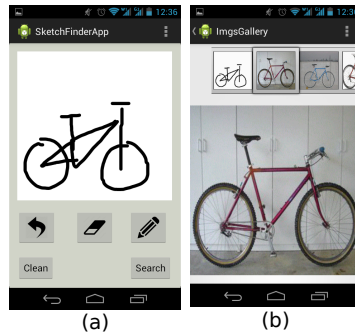 12:36
SketchFinderApp
Clean
Search
(a)
12:36
ImgsGallery
(b)